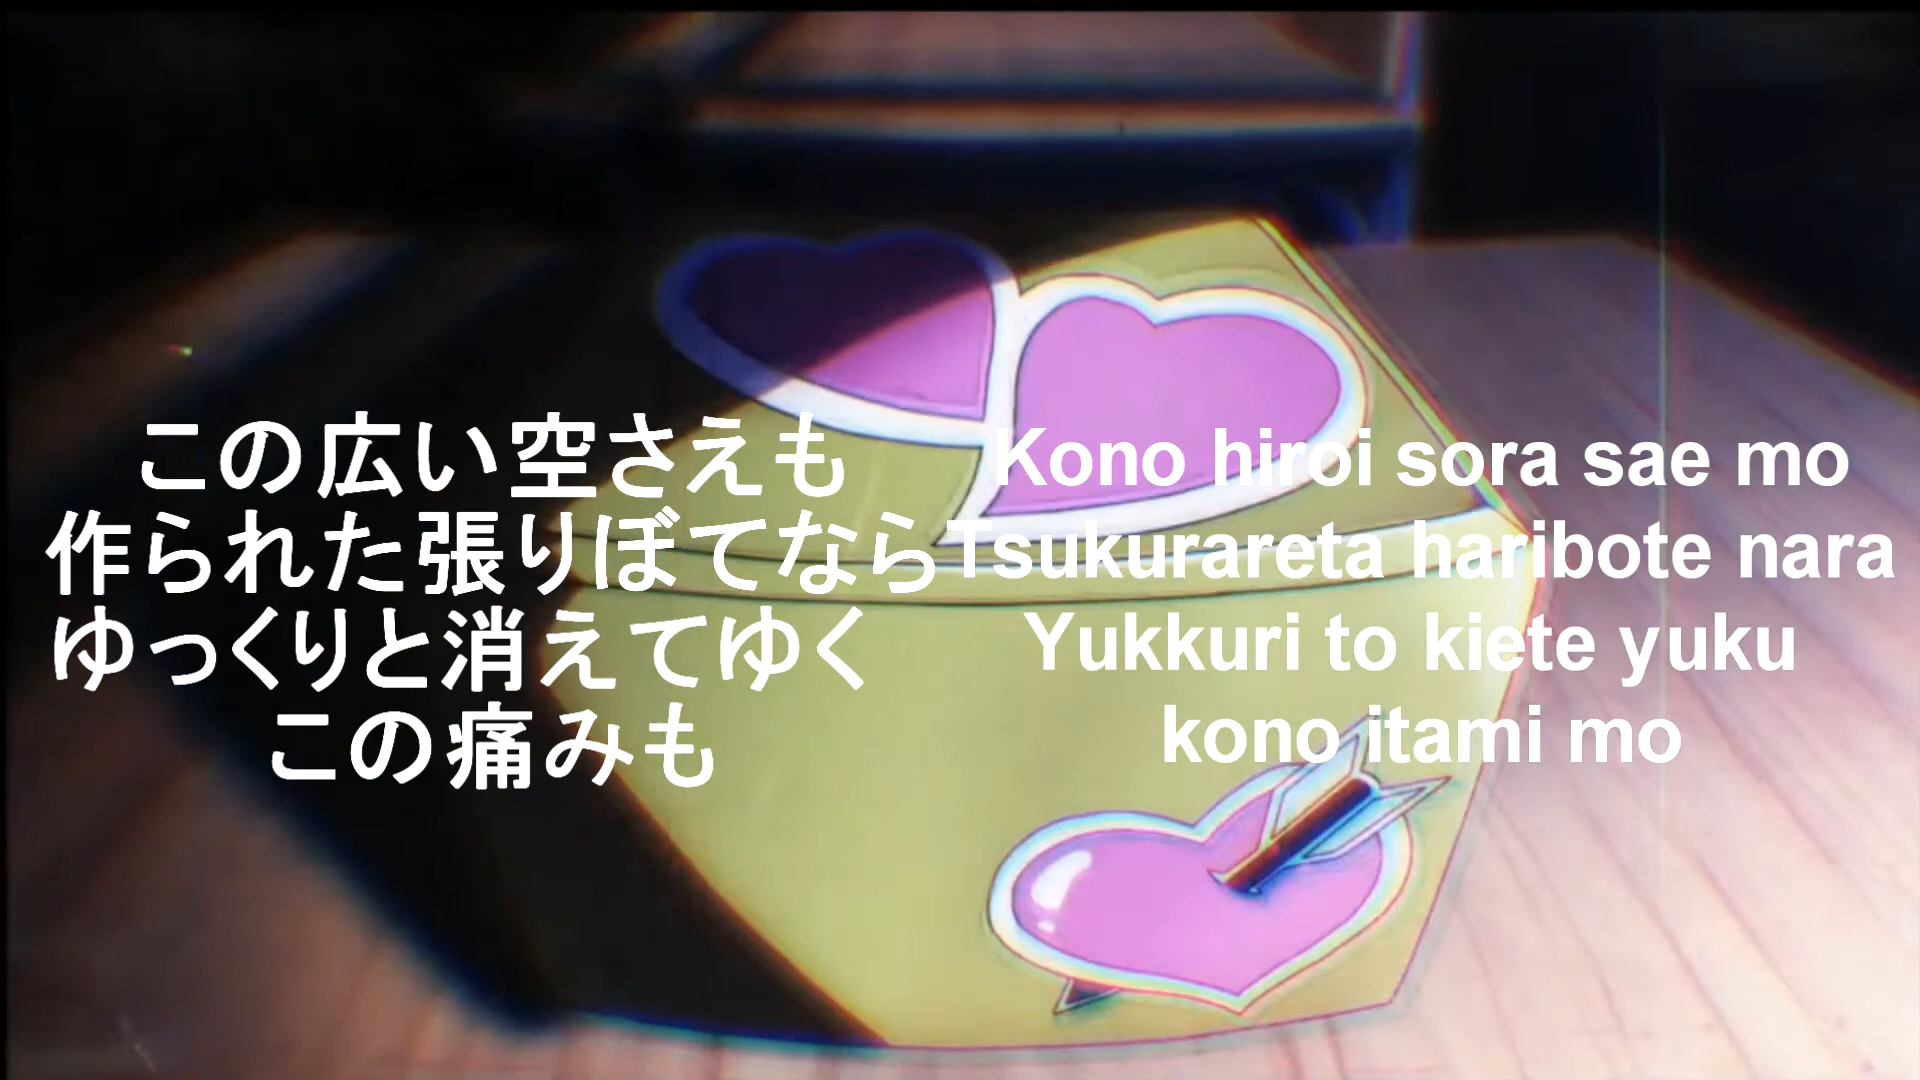 この広い空さえも
作られた張りぼてなら
ゆっくりと消えてゆく
この痛みも
Kono hiroi sora sae mo
Tsukurareta haribote nara
Yukkuri to kiete yuku
kono itami mo